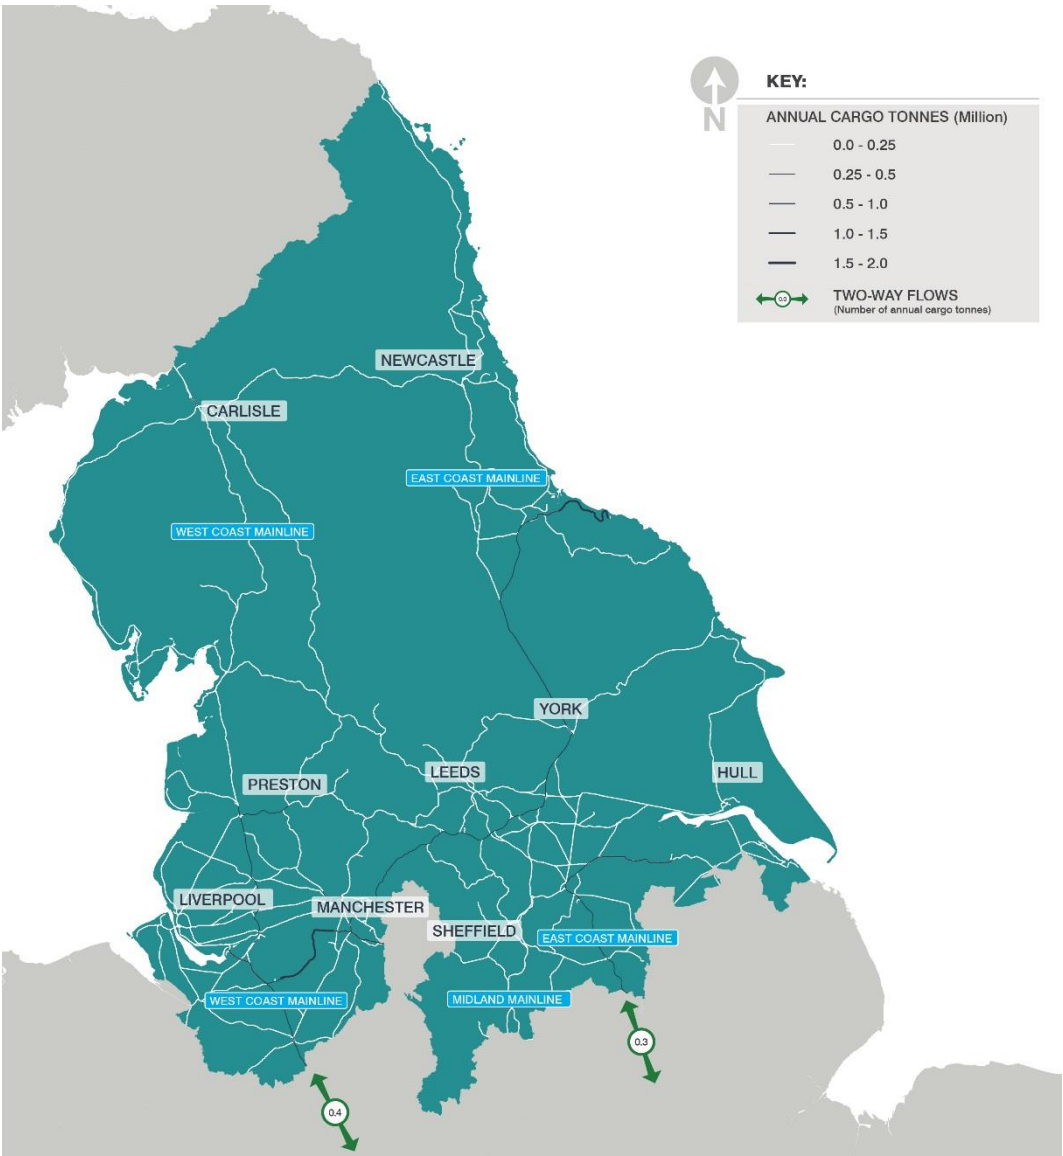 KEY:
N
ANNUAL CARGO TONNES (Million)
0.0 - 0.25
0.25 - 0.5
0.5 - 1.0
1.0 - 1.5
1.5 - 2.0
0.0
TWO-WAY FLOWS
(Number of annual cargo tonnes)
NEWCASTLE
CARLISLE
EAST COAST MAINLINE
WEST COAST MAINLINE
YORK
LEEDS
HULL
PRESTON
LIVERPOOL
MANCHESTER
SHEFFIELD
EAST COAST MAINLINE
WEST COAST MAINLINE
MIDLAND MAINLINE
0.3
0.4